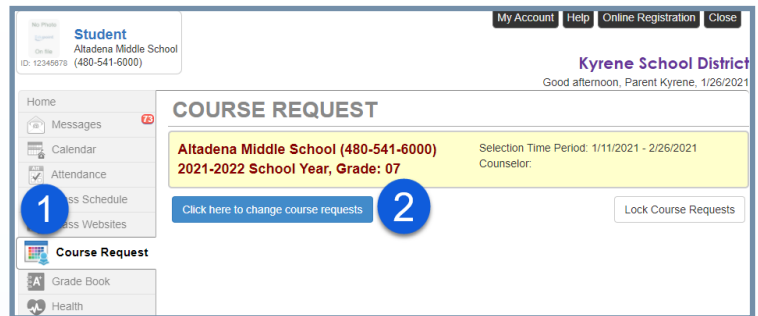 My Account Help Online Registration Close
No Photo
On file
Student
Altadena Middle School
ID: 12345678 (480-541-6000)
Kyrene School District
Good afternoon, Parent Kyrene, 1/26/2021
Home
Messages 73
Calendar
Attendance
ss Schedule
ss Websites
Course Request
Grade Book
Health
1
COURSE REQUEST
Altadena Middle School (480-541-6000)
2021-2022 School Year, Grade: 07
Selection Time Period: 1/11/2021 - 2/26/2021
Counselor:
Click here to change course requests
2
Lock Course Requests